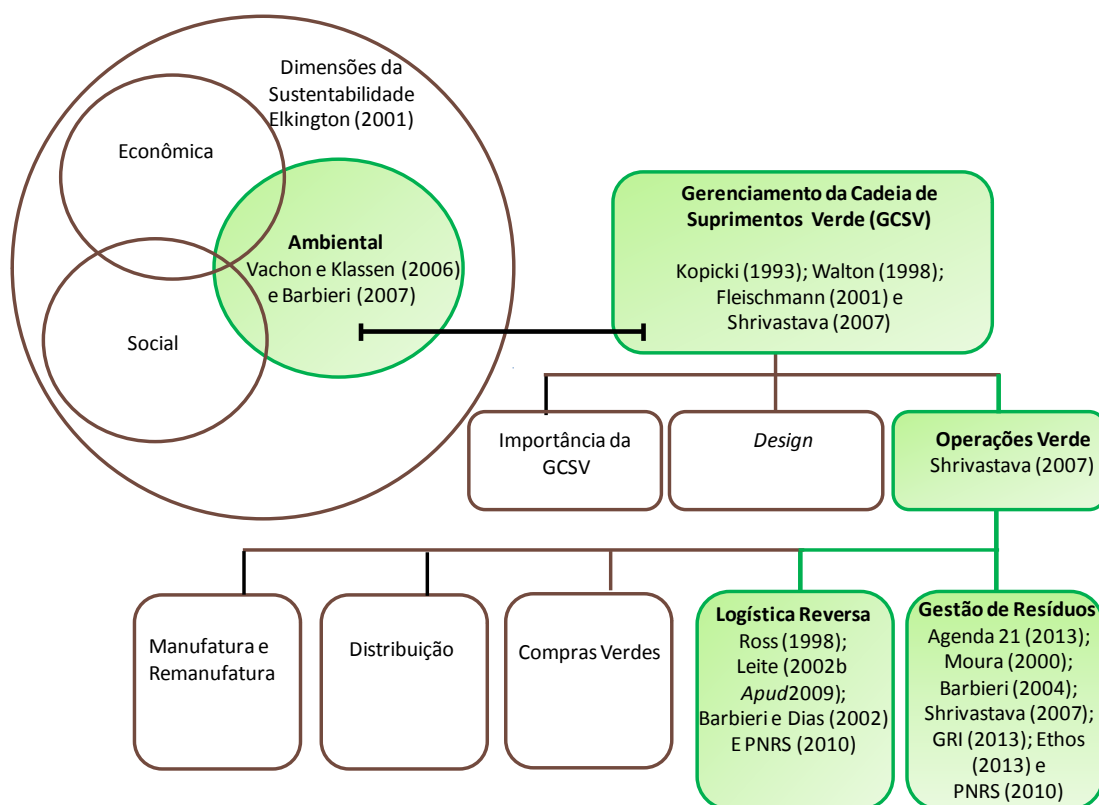 Dimensões da
Sustentabilidade
Elkington (2001)
Econômica
Ambiental
Vachon e Klassen (2006)
e Barbieri (2007)
Social
Gerenciamento da Cadeia de
Suprimentos Verde (GCSV)
Kopicki (1993); Walton (1998);
Fleischmann (2001) e
Shrivastava (2007)
Importância da
GCSV
Design
Operações Verde
Shrivastava (2007)
Manufatura e
Remanufatura
Distribuição
Compras Verdes
Logística Reversa
Ross (1998);
Leite (2002b
Apud2009);
Barbieri e Dias (2002)
E PNRS (2010)
Gestão de Resíduos
Agenda 21 (2013);
Moura (2000);
Barbieri (2004);
Shrivastava (2007);
GRI (2013); Ethos
(2013) e
PNRS (2010)